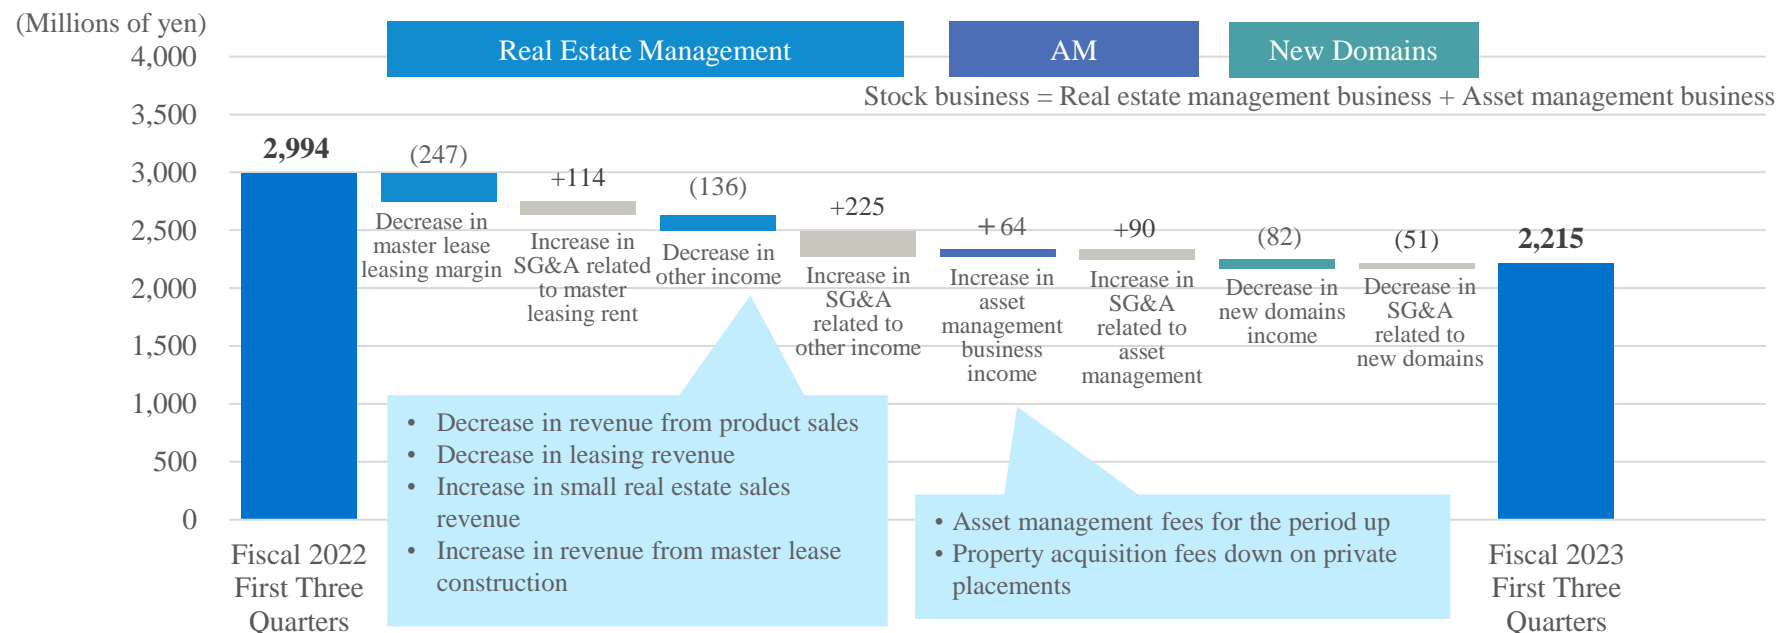 (Millions of yen)
Real Estate Management
AM
New Domains
Stock business = Real estate management business + Asset management business
4,000
3,500
3,000
2,500
2,000
1,500
1,000
500
0
2,994
(247)
Decrease in
master lease
leasing margin
+114
Increase in
SG&A related
to master
leasing rent
(136)
Decrease in
other income
+225
Increase in
SG&A
related to
other income
+64
Increase in
asset
management
business
income
+90
Increase in
SG&A
related to
asset
management
(82)
Decrease in
new domains
income
(51)
Decrease in
SG&A
related to
new domains
2,215
• Decrease in revenue from product sales
• Decrease in leasing revenue
• Increase in small real estate sales
revenue
• Increase in revenue from master lease
construction
• Asset management fees for the period up
• Property acquisition fees down on private
placements
Fiscal 2022
First Three
Quarters
Fiscal 2023
First Three
Quarters